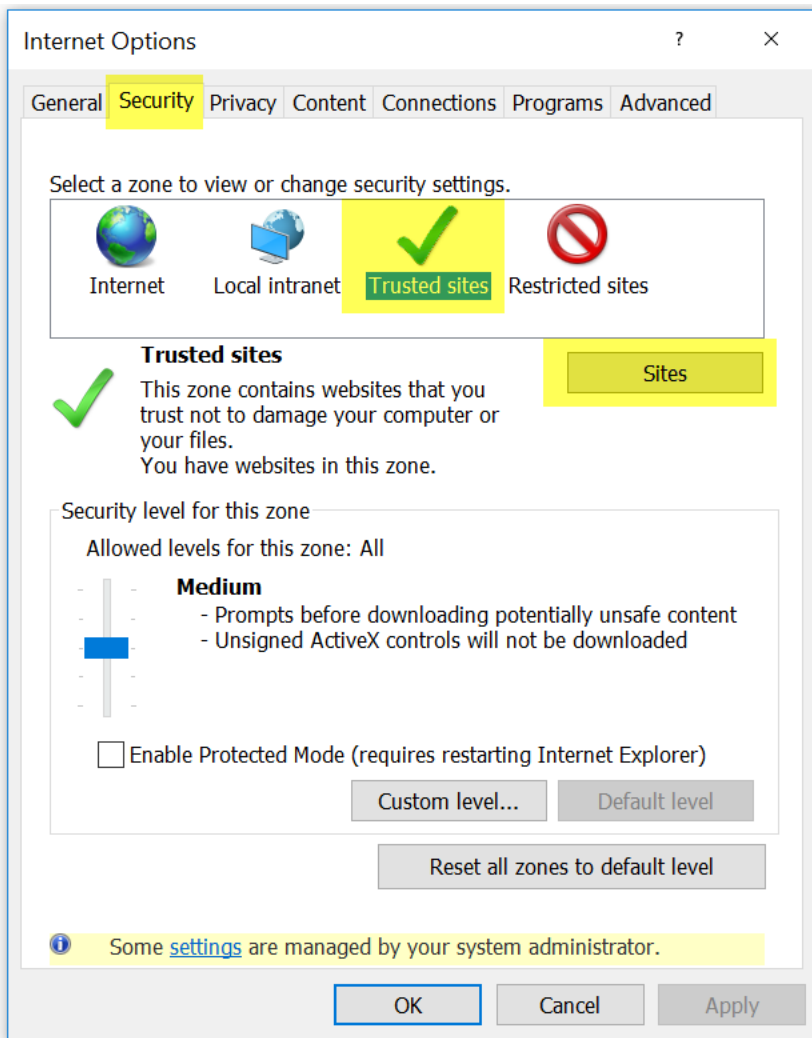 Internet Options
?
General Security Privacy Content Connections Programs Advanced
Select a zone to view or change security settings.
Internet Local intranet Trusted sites Restricted sites
Trusted sites
Sites
This zone contains websites that you
trust not to damage your computer or
your files.
You have websites in this zone.
Security level for this zone
Allowed levels for this zone: All
Medium
- Prompts before downloading potentially unsafe content
- Unsigned ActiveX controls will not be downloaded
Enable Protected Mode (requires restarting Internet Explorer)
Custom level... Default level
Reset all zones to default level
Some settings are managed by your system administrator.
OK Cancel Apply